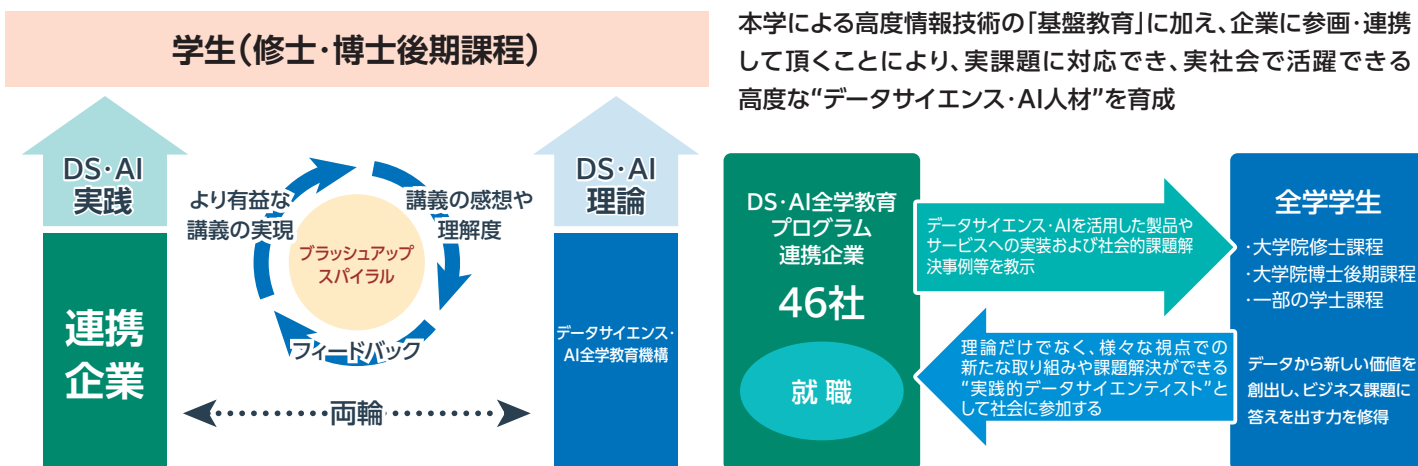 学生(修士・博士後期課程)
DS・AI
実践
連携
企業
より有益な
講義の実現
講義の感想や
理解度
ブラッシュアップ
スパイラル
フィードバック
両輪
DS・AI
理論
データサイエンス・
AI全学教育機構
本学による高度情報技術の「基盤教育」に加え、企業に参画・連携
して頂くことにより、実課題に対応でき、実社会で活躍できる
高度な“データサイエンス・AI人材”を育成
DS・AI全学教育
プログラム
連携企業
46社
就職
データサイエンス・AIを活用した製品や
サービスへの実装および社会的課題解
決事例等を教示
理論だけでなく、様々な視点での
新たな取り組みや課題解決ができる
“実践的データサイエンティスト”と
して社会に参加する
全学学生
・大学院修士課程
・大学院博士後期課程
・一部の学士課程
データから新しい価値を
創出し、ビジネス課題に
答えを出す力を修得